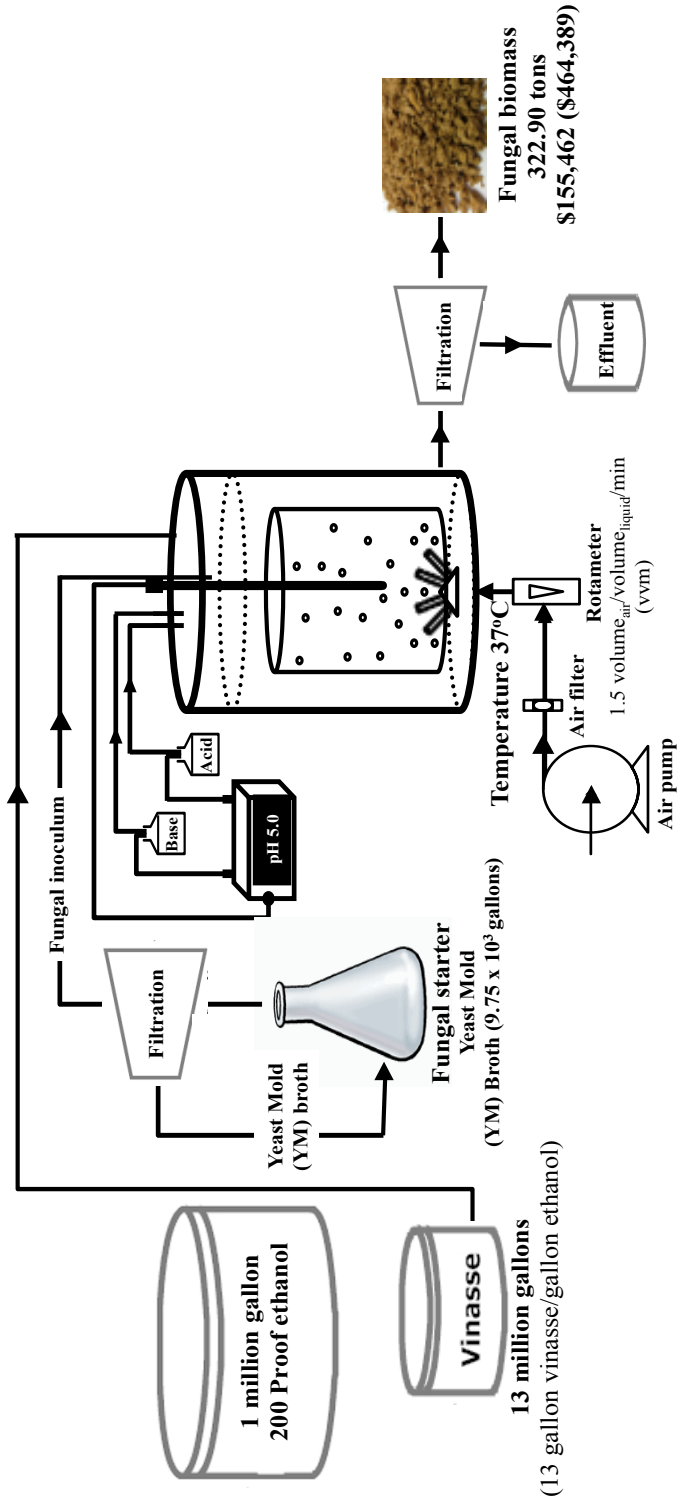 1 million gallon
200 Proof ethanol
Vinasse
13 million gallons
(13 gallon vinasse/gallon ethanol)
Fungal inoculum
Filtration
Yeast Mold
(YM) broth
Fungal starter
Yeast Mold
(YM) Broth (9.75 x 10³ gallons)
Base
Acid
pH 5.0
Temperature 37ºC
Air pump
Air filter
Rotameter
1.5 volumeair/volumeliquid/min
(vvm)
Filtration
Effluent
Fungal biomass
322.90 tons
$155,462 ($464,389)